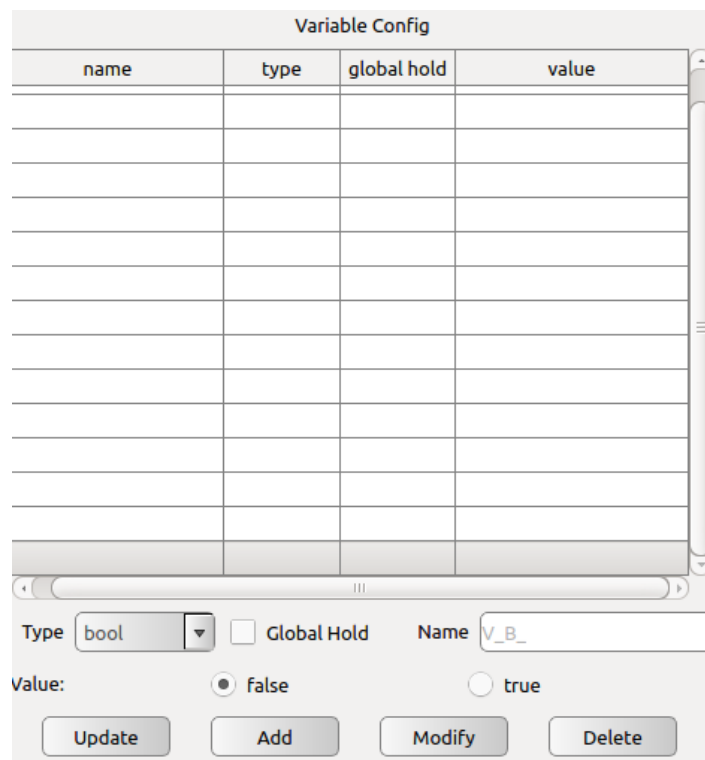 Variable Config
name type global hold value
Type bool Global Hold Name V_B_
Value: false true
Update Add Modify Delete